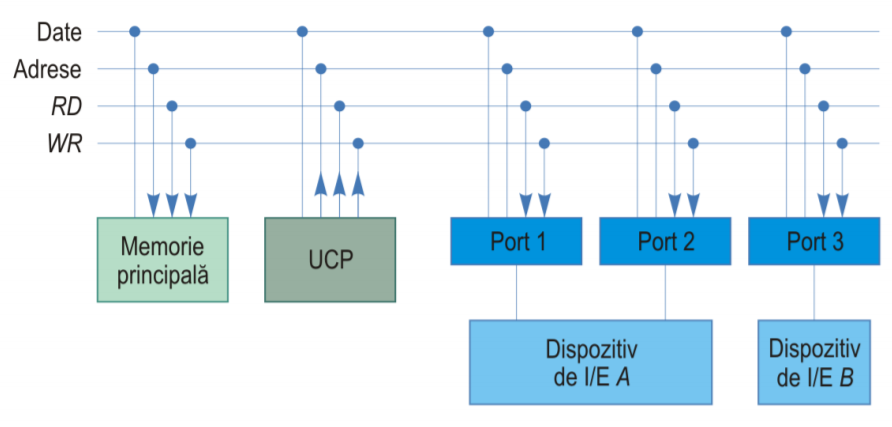 Date
Adrese
RD
WR
Memorie
principală
UCP
Port 1
Port 2
Port 3
Dispozitiv
de I/E A
Dispozitiv
de I/E B